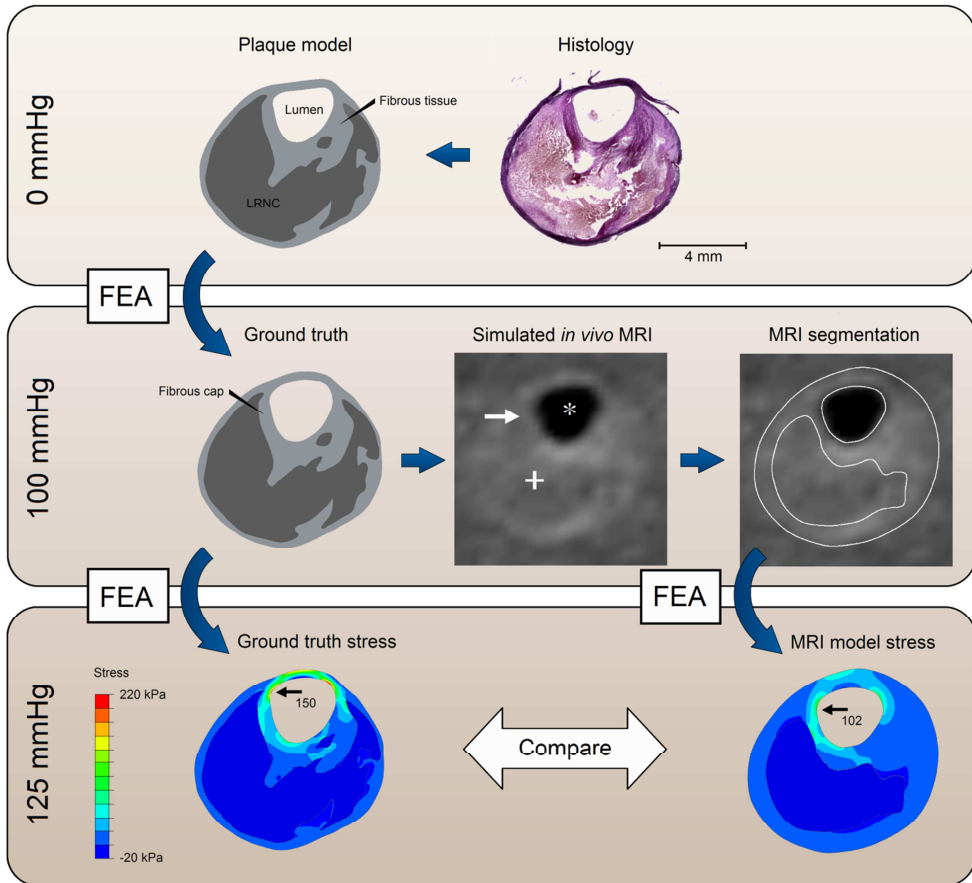 0 mmHg
Plaque model
Histology
Lumen
Fibrous tissue
LRNC
4 mm
FEA
100 mmHg
Ground truth
Simulated in vivo MRI
MRI segmentation
Fibrous cap
*
+
FEA
FEA
125 mmHg
Ground truth stress
MRI model stress
Stress
220 kPa
150
102
Compare
-20 kPa